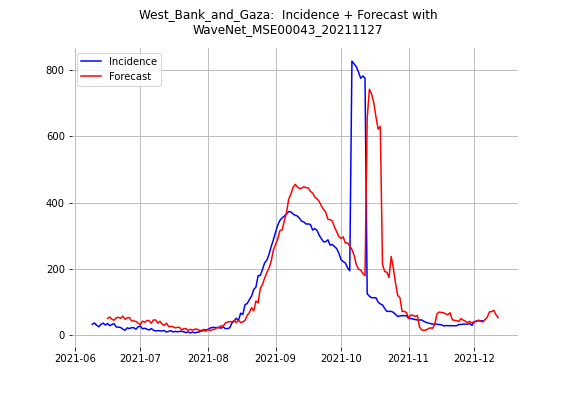 West_Bank_and_Gaza:  Incidence + Forecast with
WaveNet_MSE00043_20211127
Incidence
Forecast
800
600
400
200
0
2021-06 2021-07 2021-08 2021-09 2021-10 2021-11 2021-12